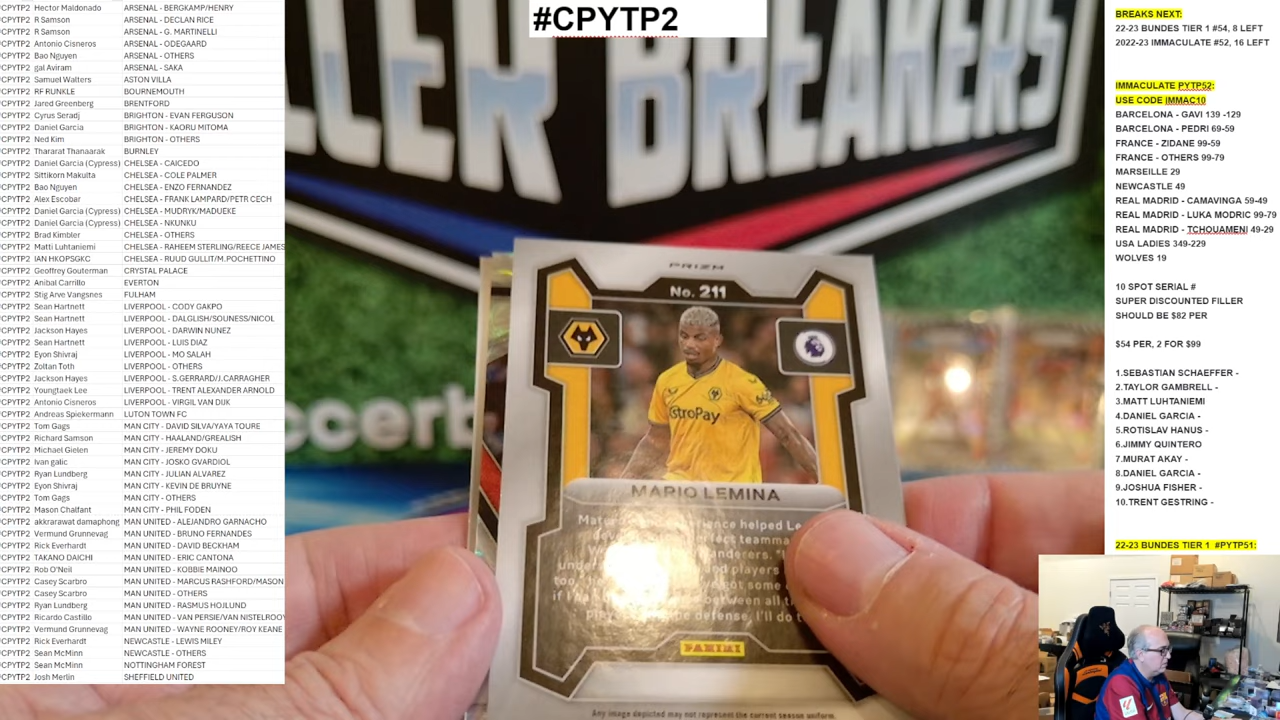 #CPYTP2
CPYTP2 Hector Maldonado ARSENAL - BERGKAMP/HENRY
CPYTP2 R Samson ARSENAL - DECLAN RICE
CPYTP2 R Samson ARSENAL - G. MARTINELLI
CPYTP2 Antonio Cisneros ARSENAL - ODEGAARD
CPYTP2 Bao Nguyen ARSENAL - OTHERS
CPYTP2 gal Aviram ARSENAL - SAKA
CPYTP2 Samuel Walters ASTON VILLA
CPYTP2 RF RUNKLE BOURNEMOUTH
CPYTP2 Jared Greenberg BRENTFORD
CPYTP2 Cyrus Seradj BRIGHTON - EVAN FERGUSON
CPYTP2 Daniel Garcia BRIGHTON - KAORU MITOMA
CPYTP2 Ned Kim BRIGHTON - OTHERS
CPYTP2 Thararat Thanaarak BURNLEY
CPYTP2 Daniel Garcia (Cypress) CHELSEA - CAICEDO
CPYTP2 Sittikorn Makulta CHELSEA - COLE PALMER
CPYTP2 Bao Nguyen CHELSEA - ENZO FERNANDEZ
CPYTP2 Alex Escobar CHELSEA - FRANK LAMPARD/PETR CECH
CPYTP2 Daniel Garcia (Cypress) CHELSEA - MUDRYK/MADUEKE
CPYTP2 Daniel Garcia (Cypress) CHELSEA - NKUNKU
CPYTP2 Brad Kimbler CHELSEA - OTHERS
CPYTP2 Matti Luhtaniemi CHELSEA - RAHEEM STERLING/REECE JAMES
CPYTP2 IAN HKOPSGKC CHELSEA - RUUD GULLIT/M.POCHETTINO
CPYTP2 Geoffrey Gouterman CRYSTAL PALACE
CPYTP2 Anibal Carrillo EVERTON
CPYTP2 Stig Arve Vangsnes FULHAM
CPYTP2 Sean Hartnett LIVERPOOL - CODY GAKPO
CPYTP2 Sean Hartnett LIVERPOOL - DALGLISH/SOUNESS/NICOL
CPYTP2 Jackson Hayes LIVERPOOL - DARWIN NUNEZ
CPYTP2 Sean Hartnett LIVERPOOL - LUIS DIAZ
CPYTP2 Eyon Shivraj LIVERPOOL - MO SALAH
CPYTP2 Zoltan Toth LIVERPOOL - OTHERS
CPYTP2 Jackson Hayes LIVERPOOL - S.GERRARD/J.CARRAGHER
CPYTP2 Youngtaek Lee LIVERPOOL - TRENT ALEXANDER ARNOLD
CPYTP2 Antonio Cisneros LIVERPOOL - VIRGIL VAN DIJK
CPYTP2 Andreas Spiekermann LUTON TOWN FC
CPYTP2 Tom Gags MAN CITY - DAVID SILVA/YAYA TOURE
CPYTP2 Richard Samson MAN CITY - HAALAND/GREALISH
CPYTP2 Michael Gielen MAN CITY - JEREMY DOKU
CPYTP2 Ivan galic MAN CITY - JOSKO GVARDIOL
CPYTP2 Ryan Lundberg MAN CITY - JULIAN ALVAREZ
CPYTP2 Eyon Shivraj MAN CITY - KEVIN DE BRUYNE
CPYTP2 Tom Gags MAN CITY - OTHERS
CPYTP2 Mason Chalfant MAN CITY - PHIL FODEN
CPYTP2 akkrarawat damaphong MAN UNITED - ALEJANDRO GARNACHO
CPYTP2 Vermund Grunnevag MAN UNITED - BRUNO FERNANDES
CPYTP2 Rick Everhardt MAN UNITED - DAVID BECKHAM
CPYTP2 TAKANO DAICHI MAN UNITED - ERIC CANTONA
CPYTP2 Rob O'Neil MAN UNITED - KOBBIE MAINOO
CPYTP2 Casey Scarbro MAN UNITED - MARCUS RASHFORD/MASON
CPYTP2 Casey Scarbro MAN UNITED - OTHERS
CPYTP2 Ryan Lundberg MAN UNITED - RASMUS HOJLUND
CPYTP2 Ricardo Castillo MAN UNITED - VAN PERSIE/VAN NISTELROOY
CPYTP2 Vermund Grunnevag MAN UNITED - WAYNE ROONEY/ROY KEANE
CPYTP2 Rick Everhardt NEWCASTLE - LEWIS MILEY
CPYTP2 Sean McMinn NEWCASTLE - OTHERS
CPYTP2 Sean McMinn NOTTINGHAM FOREST
CPYTP2 Josh Merlin SHEFFIELD UNITED
LLER BREAKERS
PRIZM
No. 211
AstroPay
MARIO LEMINA
PANINI
Any image depicted may not represent the current season uniform.
BREAKS NEXT:
22-23 BUNDES TIER 1 #54, 8 LEFT
2022-23 IMMACULATE #52, 16 LEFT
IMMACULATE PYTP52:
USE CODE IMMAC10
BARCELONA - GAVI 139 -129
BARCELONA - PEDRI 69-59
FRANCE - ZIDANE 99-59
FRANCE - OTHERS 99-79
MARSEILLE 29
NEWCASTLE 49
REAL MADRID - CAMAVINGA 59-49
REAL MADRID - LUKA MODRIC 99-79
REAL MADRID - TCHOUAMENI 49-29
USA LADIES 349-229
WOLVES 19
10 SPOT SERIAL #
SUPER DISCOUNTED FILLER
SHOULD BE $82 PER
$54 PER, 2 FOR $99
1.SEBASTIAN SCHAEFFER -
2.TAYLOR GAMBRELL -
3.MATT LUHTANIEMI
4.DANIEL GARCIA -
5.ROTISLAV HANUS -
6.JIMMY QUINTERO
7.MURAT AKAY -
8.DANIEL GARCIA -
9.JOSHUA FISHER -
10.TRENT GESTRING -
22-23 BUNDES TIER 1 #PYT51: